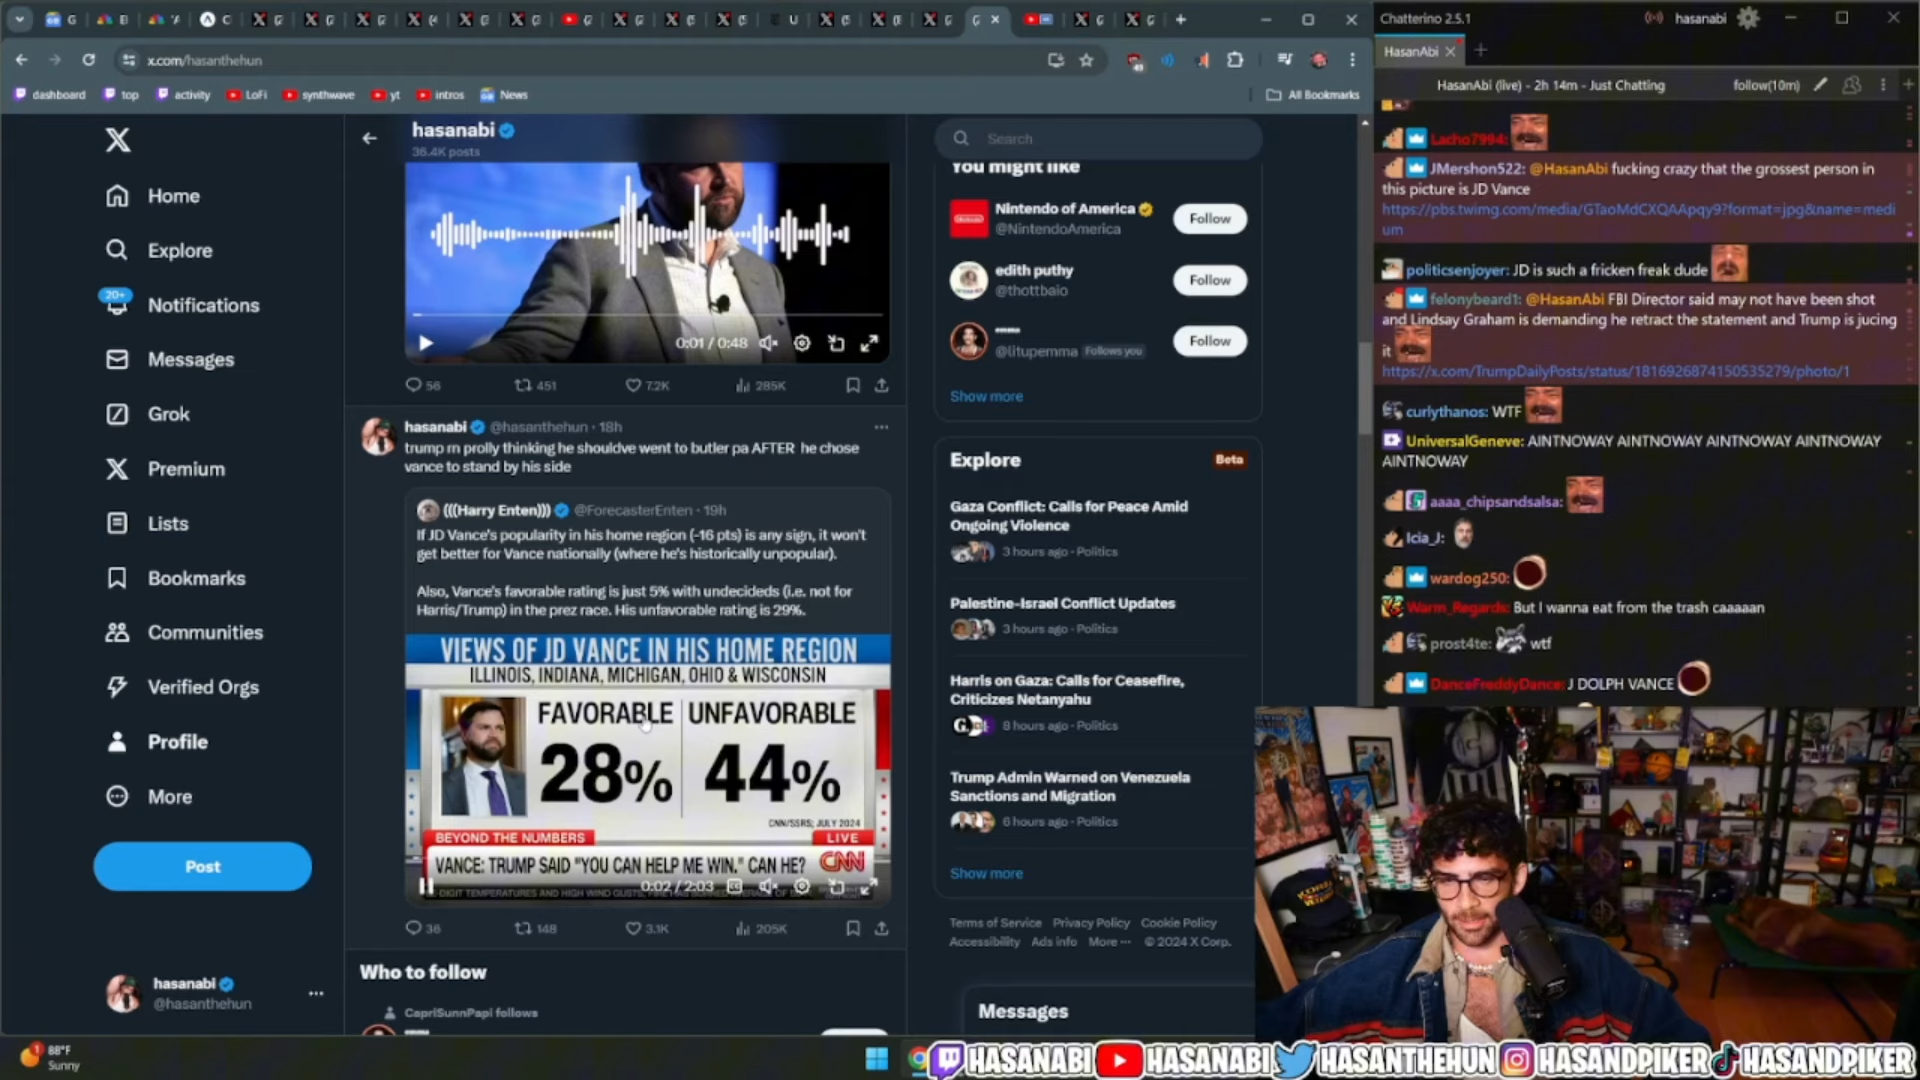 x.com/hasanthehun
dashboard
top
activity
LoFi
synthwave
yt
intros
News
All Bookmarks
Home
Explore
20+
Notifications
Messages
Grok
Premium
Lists
Bookmarks
Communities
Verified Orgs
Profile
More
Post
hasanabi
@hasanthehun
hasanabi
36.4K posts
0:01 / 0:48
56
451
7.2K
285K
hasanabi @hasanthehun · 18h
trump rn prolly thinking he shouldve went to butler pa AFTER he chose
vance to stand by his side
(((Harry Enten))) @ForecasterEnten · 19h
If JD Vance's popularity in his home region (-16 pts) is any sign, it won't
get better for Vance nationally (where he's historically unpopular).
Also, Vance's favorable rating is just 5% with undecideds (i.e. not for
Harris/Trump) in the prez race. His unfavorable rating is 29%.
VIEWS OF JD VANCE IN HIS HOME REGION
ILLINOIS, INDIANA, MICHIGAN, OHIO & WISCONSIN
FAVORABLE
28%
UNFAVORABLE
44%
CNN/SSRS; JULY 2024
BEYOND THE NUMBERS
LIVE
VANCE: TRUMP SAID "YOU CAN HELP ME WIN." CAN HE?
CNN
0:02 / 2:03
36
148
3.1K
205K
Who to follow
CapriSunnPapi follows
Search
You might like
Nintendo of America
@NintendoAmerica
Follow
edith puthy
@thottbaio
Follow
@litupemma Follows you
Follow
Show more
Explore
Beta
Gaza Conflict: Calls for Peace Amid
Ongoing Violence
3 hours ago · Politics
Palestine-Israel Conflict Updates
3 hours ago · Politics
Harris on Gaza: Calls for Ceasefire,
Criticizes Netanyahu
8 hours ago · Politics
Trump Admin Warned on Venezuela
Sanctions and Migration
6 hours ago · Politics
Show more
Terms of Service Privacy Policy Cookie Policy
Accessibility Ads info More ··· © 2024 X Corp.
Messages
Chatterino 2.5.1
hasanabi
HasanAbi
HasanAbi (live) - 2h 14m - Just Chatting
follow(10m)
Lacho7994:
JMershon522: @HasanAbi fucking crazy that the grossest person in
this picture is JD Vance
https://pbs.twimg.com/media/GTaoMdCXQAApqy9?format=jpg&name=medi
um
politicsenjoyer: JD is such a fricken freak dude
felonybeard1: @HasanAbi FBI Director said may not have been shot
and Lindsay Graham is demanding he retract the statement and Trump is jucing
it
https://x.com/TrumpDailyPosts/status/1816926874150535279/photo/1
curlythanos: WTF
UniversalGeneve: AINTNOWAY AINTNOWAY AINTNOWAY AINTNOWAY
AINTNOWAY
aaaa_chipsandsalsa:
Icia_J:
wardog250:
Warm_Regards: But I wanna eat from the trash caaaaan
prost4te: wtf
DanceFreddyDance: J DOLPH VANCE
88°F
Sunny
HASANABI
HASANABI
HASANTHEHUN
HASANDPIKER
HASANDPIKER